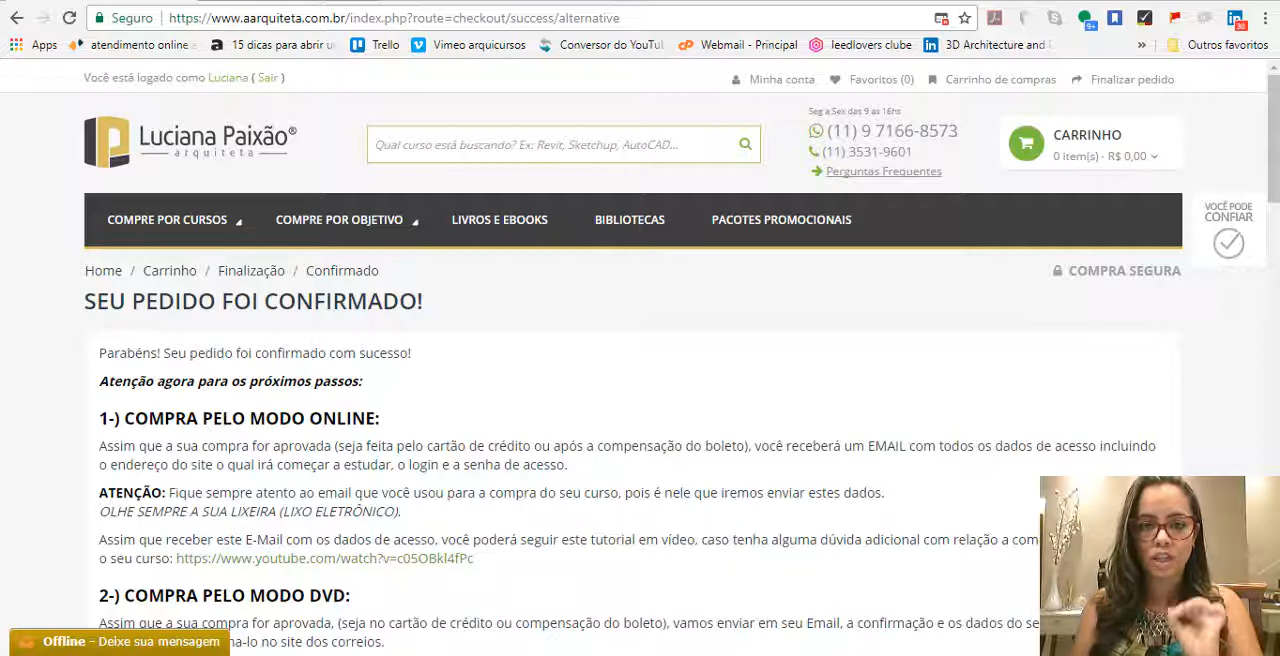 Seguro https://www.aarquiteta.com.br/index.php?route=checkout/success/alternative
9+
30
Apps atendimento online 15 dicas para abrir Trello Vimeo arquicursos Conversor do YouTu Webmail - Principal leedlovers clube 3D Architecture and » Outros favoritos
Você está logado como Luciana ( Sair )
Minha conta Favoritos (0) Carrinho de compras Finalizar pedido
Luciana Paixão®
arquiteta
Qual curso está buscando? Ex: Revit, Sketchup, AutoCAD...
Seg a Sex das 9 as 16hs
(11) 9 7166-8573
(11) 3531-9601
Perguntas Frequentes
CARRINHO
0 item(s) - R$ 0,00
COMPRE POR CURSOS COMPRE POR OBJETIVO LIVROS E EBOOKS BIBLIOTECAS PACOTES PROMOCIONAIS
VOCÊ PODE
CONFIAR
Home / Carrinho / Finalização / Confirmado
COMPRA SEGURA
SEU PEDIDO FOI CONFIRMADO!
Parabéns! Seu pedido foi confirmado com sucesso!
Atenção agora para os próximos passos:
1-) COMPRA PELO MODO ONLINE:
Assim que a sua compra for aprovada (seja feita pelo cartão de crédito ou após a compensação do boleto), você receberá um EMAIL com todos os dados de acesso incluindo
o endereço do site o qual irá começar a estudar, o login e a senha de acesso.
ATENÇÃO: Fique sempre atento ao email que você usou para a compra do seu curso, pois é nele que iremos enviar estes dados.
OLHE SEMPRE A SUA LIXEIRA (LIXO ELETRÔNICO).
Assim que receber este E-Mail com os dados de acesso, você poderá seguir este tutorial em vídeo, caso tenha alguma dúvida adicional com relação a com
o seu curso: https://www.youtube.com/watch?v=c05OBkl4fPc
2-) COMPRA PELO MODO DVD:
Assim que a sua compra for aprovada, (seja no cartão de crédito ou compensação do boleto), vamos enviar em seu Email, a confirmação e os dados do se
Offline - Deixe sua mensagem
na-lo no site dos correios.